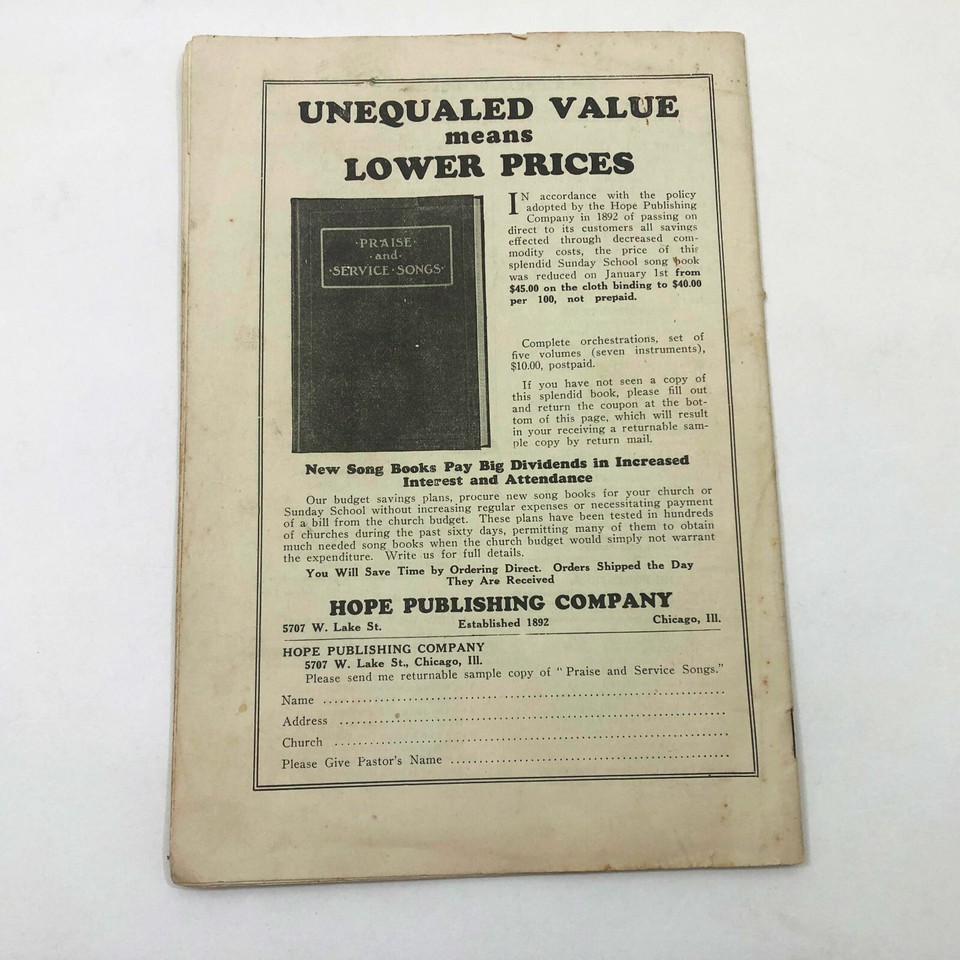 UNEQUALED VALUE
means
LOWER PRICES
·PRAISE·
·and·
·SERVICE·SONGS·
IN accordance with the policy
adopted by the Hope Publishing
Company in 1892 of passing on
direct to its customers all savings
effected through decreased com-
modity costs, the price of this
splendid Sunday School song book
was reduced on January 1st from
$45.00 on the cloth binding to $40.00
per 100, not prepaid.
Complete orchestrations, set of
five volumes (seven instruments),
$10.00, postpaid.
If you have not seen a copy of
this splendid book, please fill out
and return the coupon at the bot-
tom of this page, which will result
in your receiving a returnable sam-
ple copy by return mail.
New Song Books Pay Big Dividends in Increased
Interest and Attendance
Our budget savings plans, procure new song books for your church or
Sunday School without increasing regular expenses or necessitating payment
of a bill from the church budget. These plans have been tested in hundreds
of churches during the past sixty days, permitting many of them to obtain
much needed song books when the church budget would simply not warrant
the expenditure. Write us for full details.
You Will Save Time by Ordering Direct. Orders Shipped the Day
They Are Received
HOPE PUBLISHING COMPANY
5707 W. Lake St. Established 1892 Chicago, Ill.
HOPE PUBLISHING COMPANY
5707 W. Lake St., Chicago, Ill.
Please send me returnable sample copy of "Praise and Service Songs."
Name
Address
Church
Please Give Pastor's Name